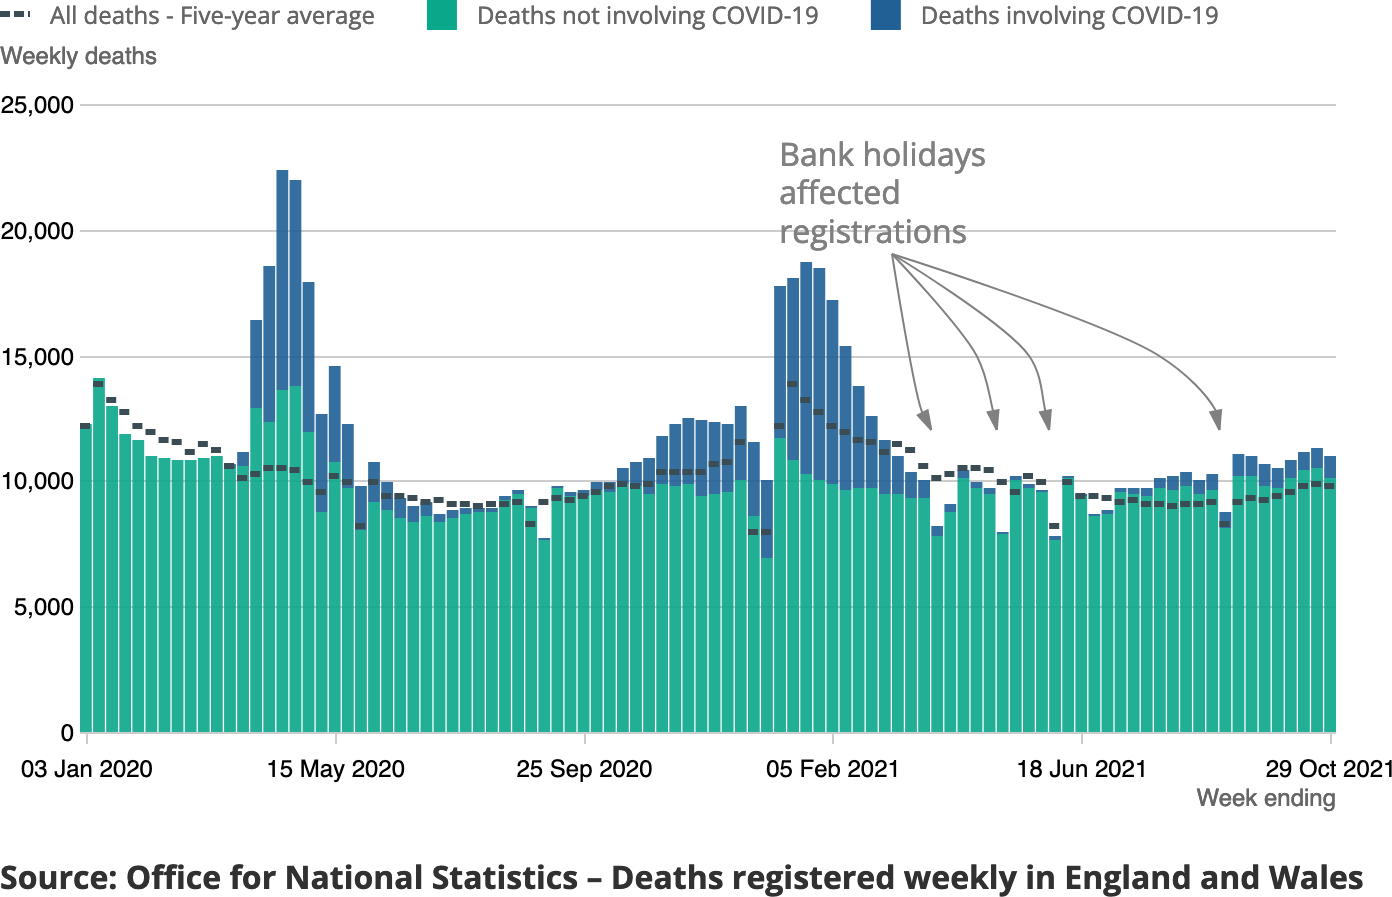 All deaths - Five-year average Deaths not involving COVID-19 Deaths involving COVID-19
Weekly deaths
25,000
Bank holidays
affected
registrations
20,000
15,000
10,000
5,000
0
03 Jan 2020 15 May 2020 25 Sep 2020 05 Feb 2021 18 Jun 2021 29 Oct 2021
Week ending
Source: Office for National Statistics – Deaths registered weekly in England and Wales